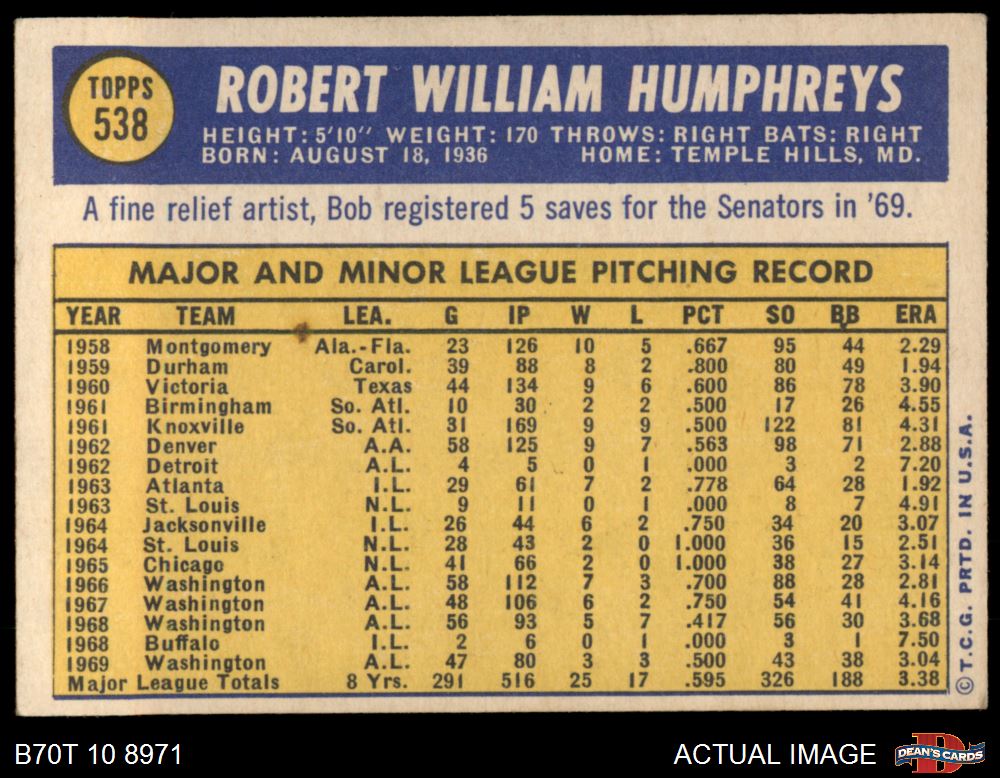 TOPPS
538
ROBERT WILLIAM HUMPHREYS
HEIGHT: 5'10" WEIGHT: 170 THROWS: RIGHT BATS: RIGHT
BORN: AUGUST 18, 1936 HOME: TEMPLE HILLS, MD.
A fine relief artist, Bob registered 5 saves for the Senators in '69.
MAJOR AND MINOR LEAGUE PITCHING RECORD
YEAR TEAM LEA. G IP W L PCT SO BB ERA
1958 Montgomery Ala.-Fla. 23 126 10 5 .667 95 44 2.29
1959 Durham Carol. 39 88 8 2 .800 80 49 1.94
1960 Victoria Texas 44 134 9 6 .600 86 78 3.90
1961 Birmingham So. Atl. 10 30 2 2 .500 17 26 4.55
1961 Knoxville So. Atl. 31 169 9 9 .500 122 81 4.31
1962 Denver A.A. 58 125 9 7 .563 98 71 2.88
1962 Detroit A.L. 4 5 0 1 .000 3 2 7.20
1963 Atlanta I.L. 29 61 7 2 .778 64 28 1.92
1963 St. Louis N.L. 9 11 0 1 .000 8 7 4.91
1964 Jacksonville I.L. 26 44 6 2 .750 34 20 3.07
1964 St. Louis N.L. 28 43 2 0 1.000 36 15 2.51
1965 Chicago N.L. 41 66 2 0 1.000 38 27 3.14
1966 Washington A.L. 58 112 7 3 .700 88 28 2.81
1967 Washington A.L. 48 106 6 2 .750 54 41 4.16
1968 Washington A.L. 56 93 5 7 .417 56 30 3.68
1968 Buffalo I.L. 2 6 0 1 .000 3 1 7.50
1969 Washington A.L. 47 80 3 3 .500 43 38 3.04
Major League Totals 8 Yrs. 291 516 25 17 .595 326 188 3.38
© T.C.G. PRTD. IN U.S.A.
B70T 10 8971
ACTUAL IMAGE
DEAN'S CARDS